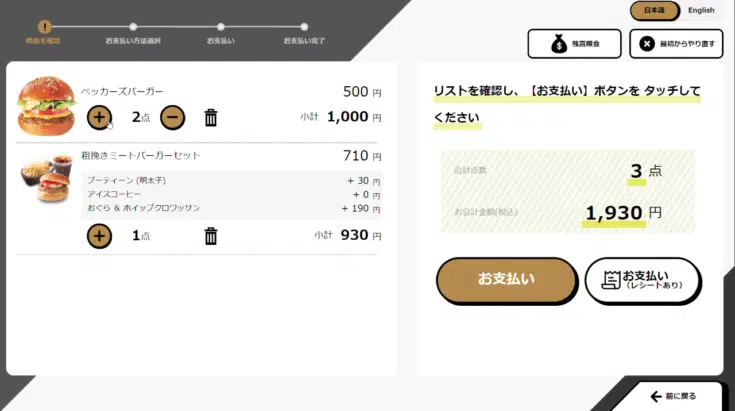 日本語 English
商品を確認 お支払い方法選択 お支払い お支払い完了
残高照会 最初からやり直す
ベッカーズバーガー 500 円
2点 小計 1,000 円
粗挽きミートバーガーセット 710 円
プーティーン (明太子) + 30 円
アイスコーヒー + 0 円
おぐら & ホイップクロワッサン + 190 円
1点 小計 930 円
リストを確認し、【お支払い】ボタンを タッチして
ください
合計点数 3 点
お会計金額(税込) 1,930 円
お支払い
お支払い
(レシートあり)
前に戻る